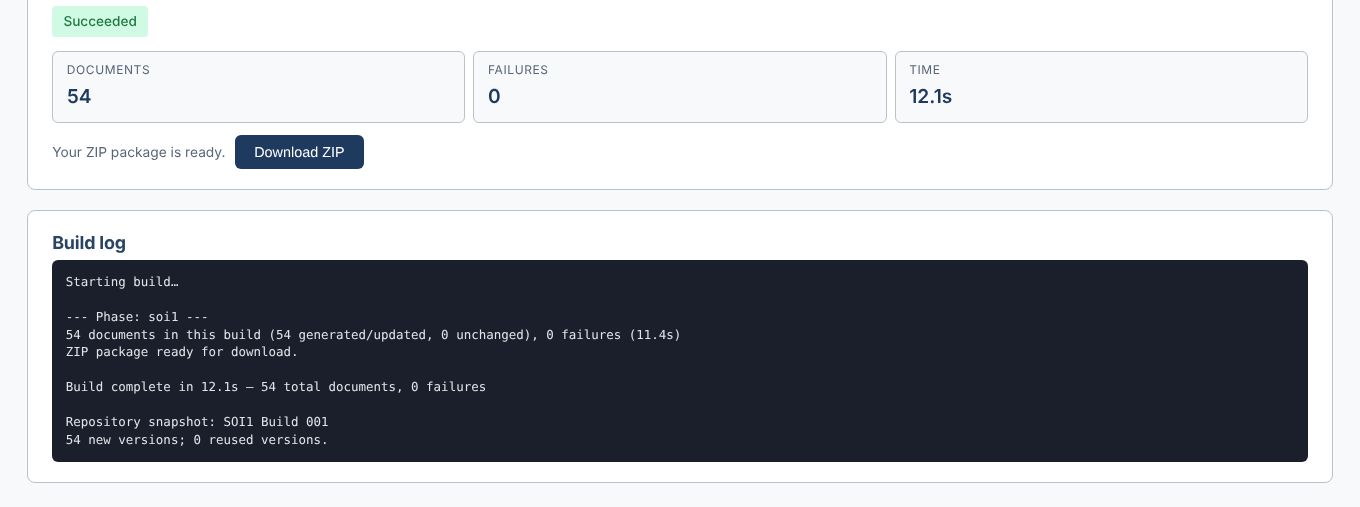 Succeeded
DOCUMENTS
54
FAILURES
0
TIME
12.1s
Your ZIP package is ready.
Download ZIP
Build log
Starting build…
--- Phase: soi1 ---
54 documents in this build (54 generated/updated, 0 unchanged), 0 failures (11.4s)
ZIP package ready for download.
Build complete in 12.1s — 54 total documents, 0 failures
Repository snapshot: SOI1 Build 001
54 new versions; 0 reused versions.